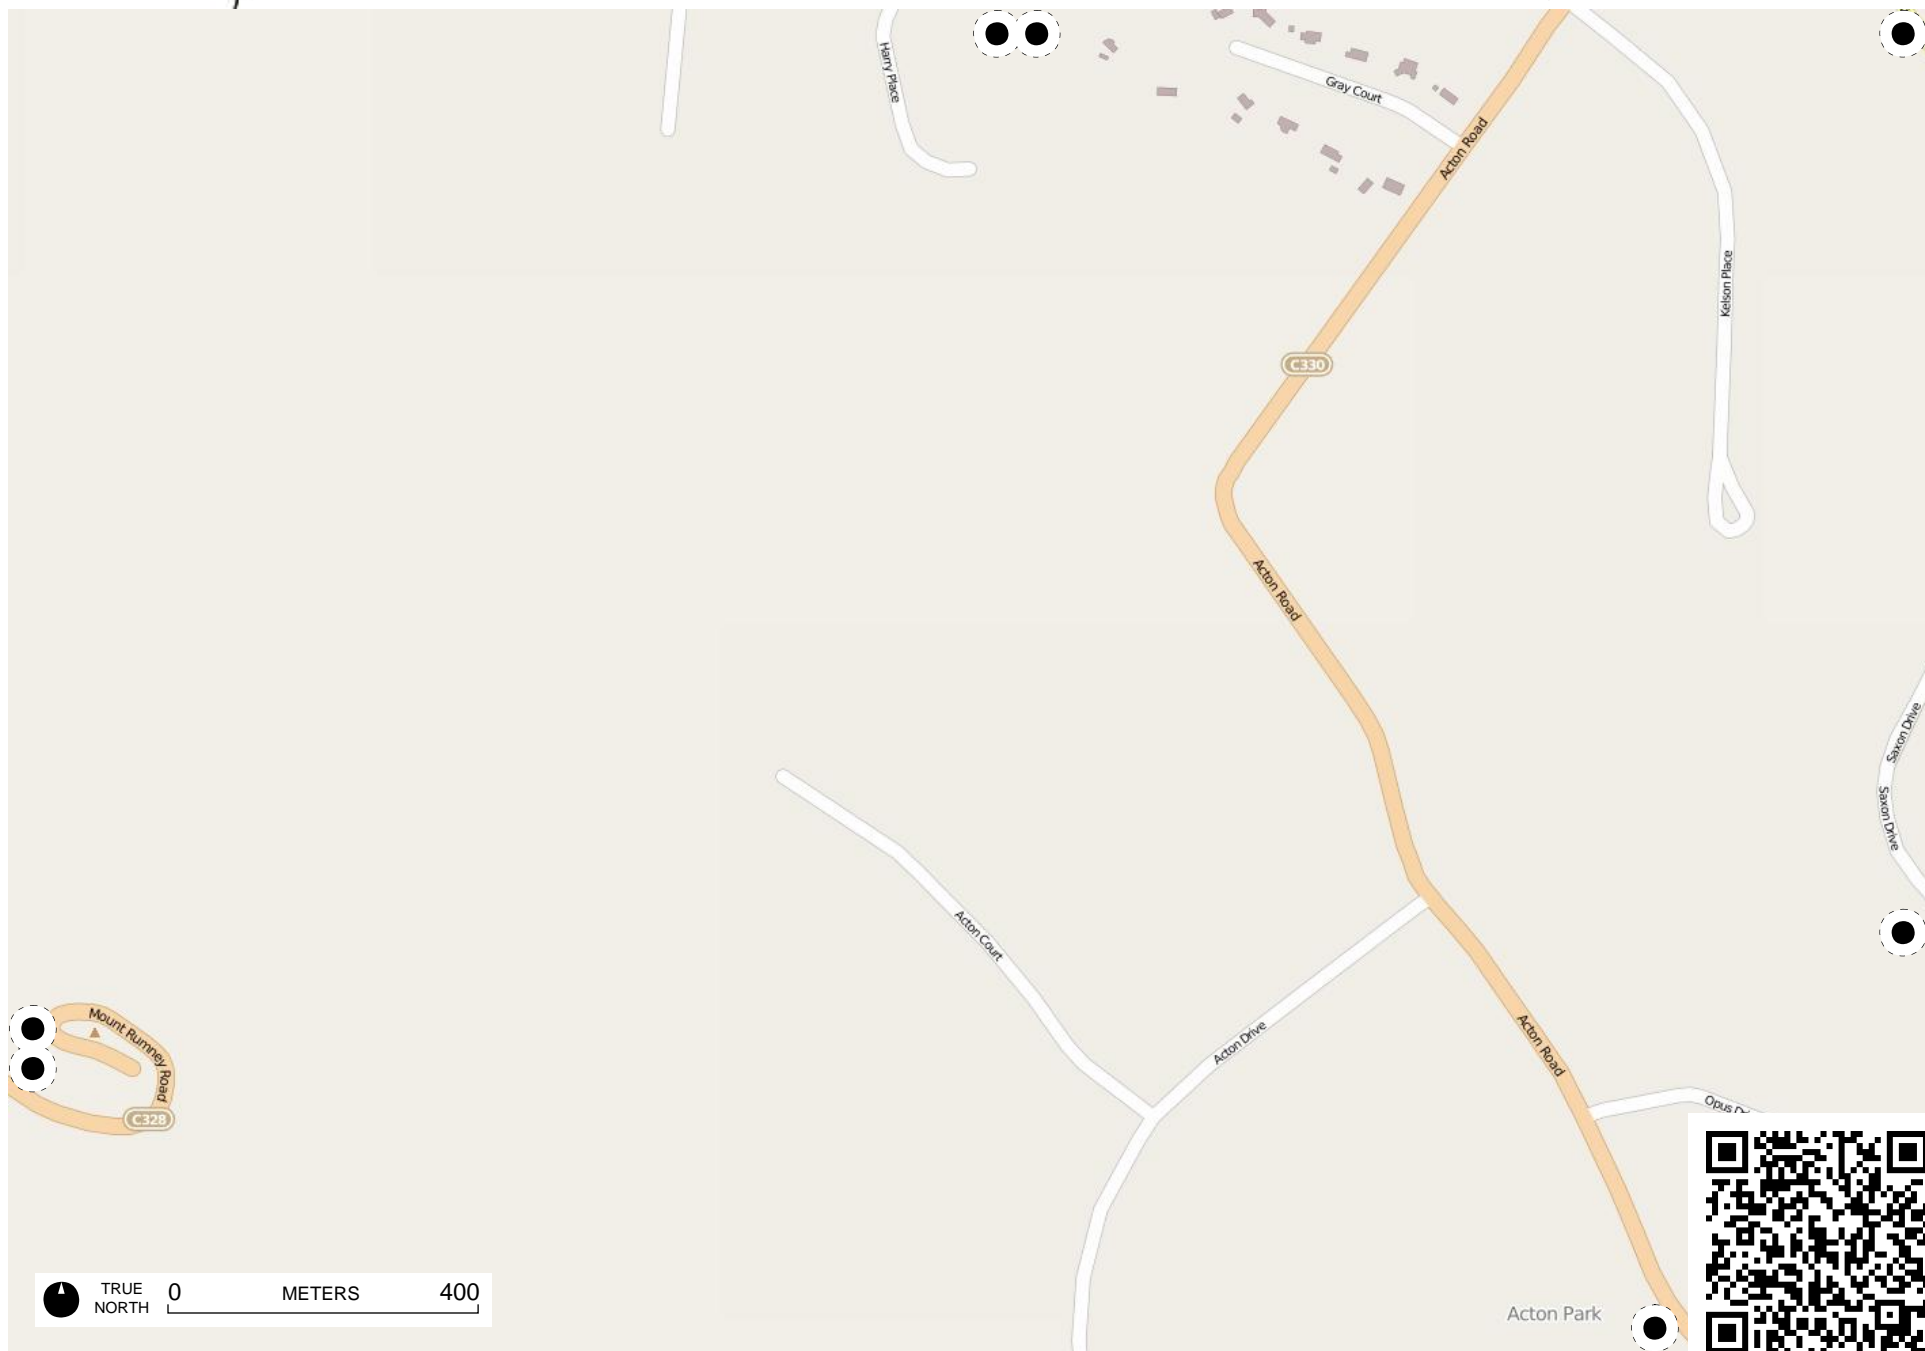 Harry Place
Gray Court
Acton Road
Kelson Place
C330
Acton Road
Saxon Drive
Saxon Drive
Acton Court
Mount Rumney Road
Acton Drive
Acton Road
Opus
C328
TRUE
NORTH
0 METERS 400
Acton Park